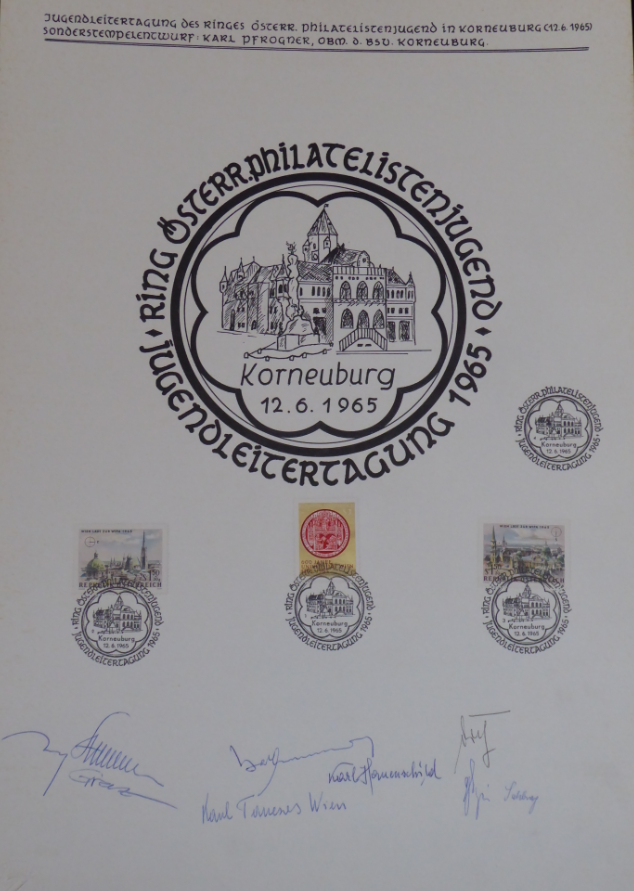 JUGENDLEITERTAGUNG DES RINGES ÖSTERR. PHILATELISTENJUGEND IN KORNEUBURG (12.6.1965)
SONDERSTEMPELENTWURF: KARL PFROGNER, OBM. D. BSV. KORNEUBURG.
RING ÖSTERR. PHILATELISTENJUGEND
Korneuburg
12.6.1965
JUGENDLEITERTAGUNG 1965
RING ÖSTERR. PHILATELISTENJUGEND
Korneuburg
12.6.1965
JUGENDLEITERTAGUNG 1965
REPUBLIK ÖSTERREICH
RING ÖSTERR. PHILATELISTENJUGEND
Korneuburg
12.6.1965
JUGENDLEITERTAGUNG 1965
RING ÖSTERR. PHILATELISTENJUGEND
Korneuburg
12.6.1965
JUGENDLEITERTAGUNG 1965
REPUBLIK ÖSTERREICH
RING ÖSTERR. PHILATELISTENJUGEND
Korneuburg
12.6.1965
JUGENDLEITERTAGUNG 1965
Graz
Karl Hanenschild
Wien